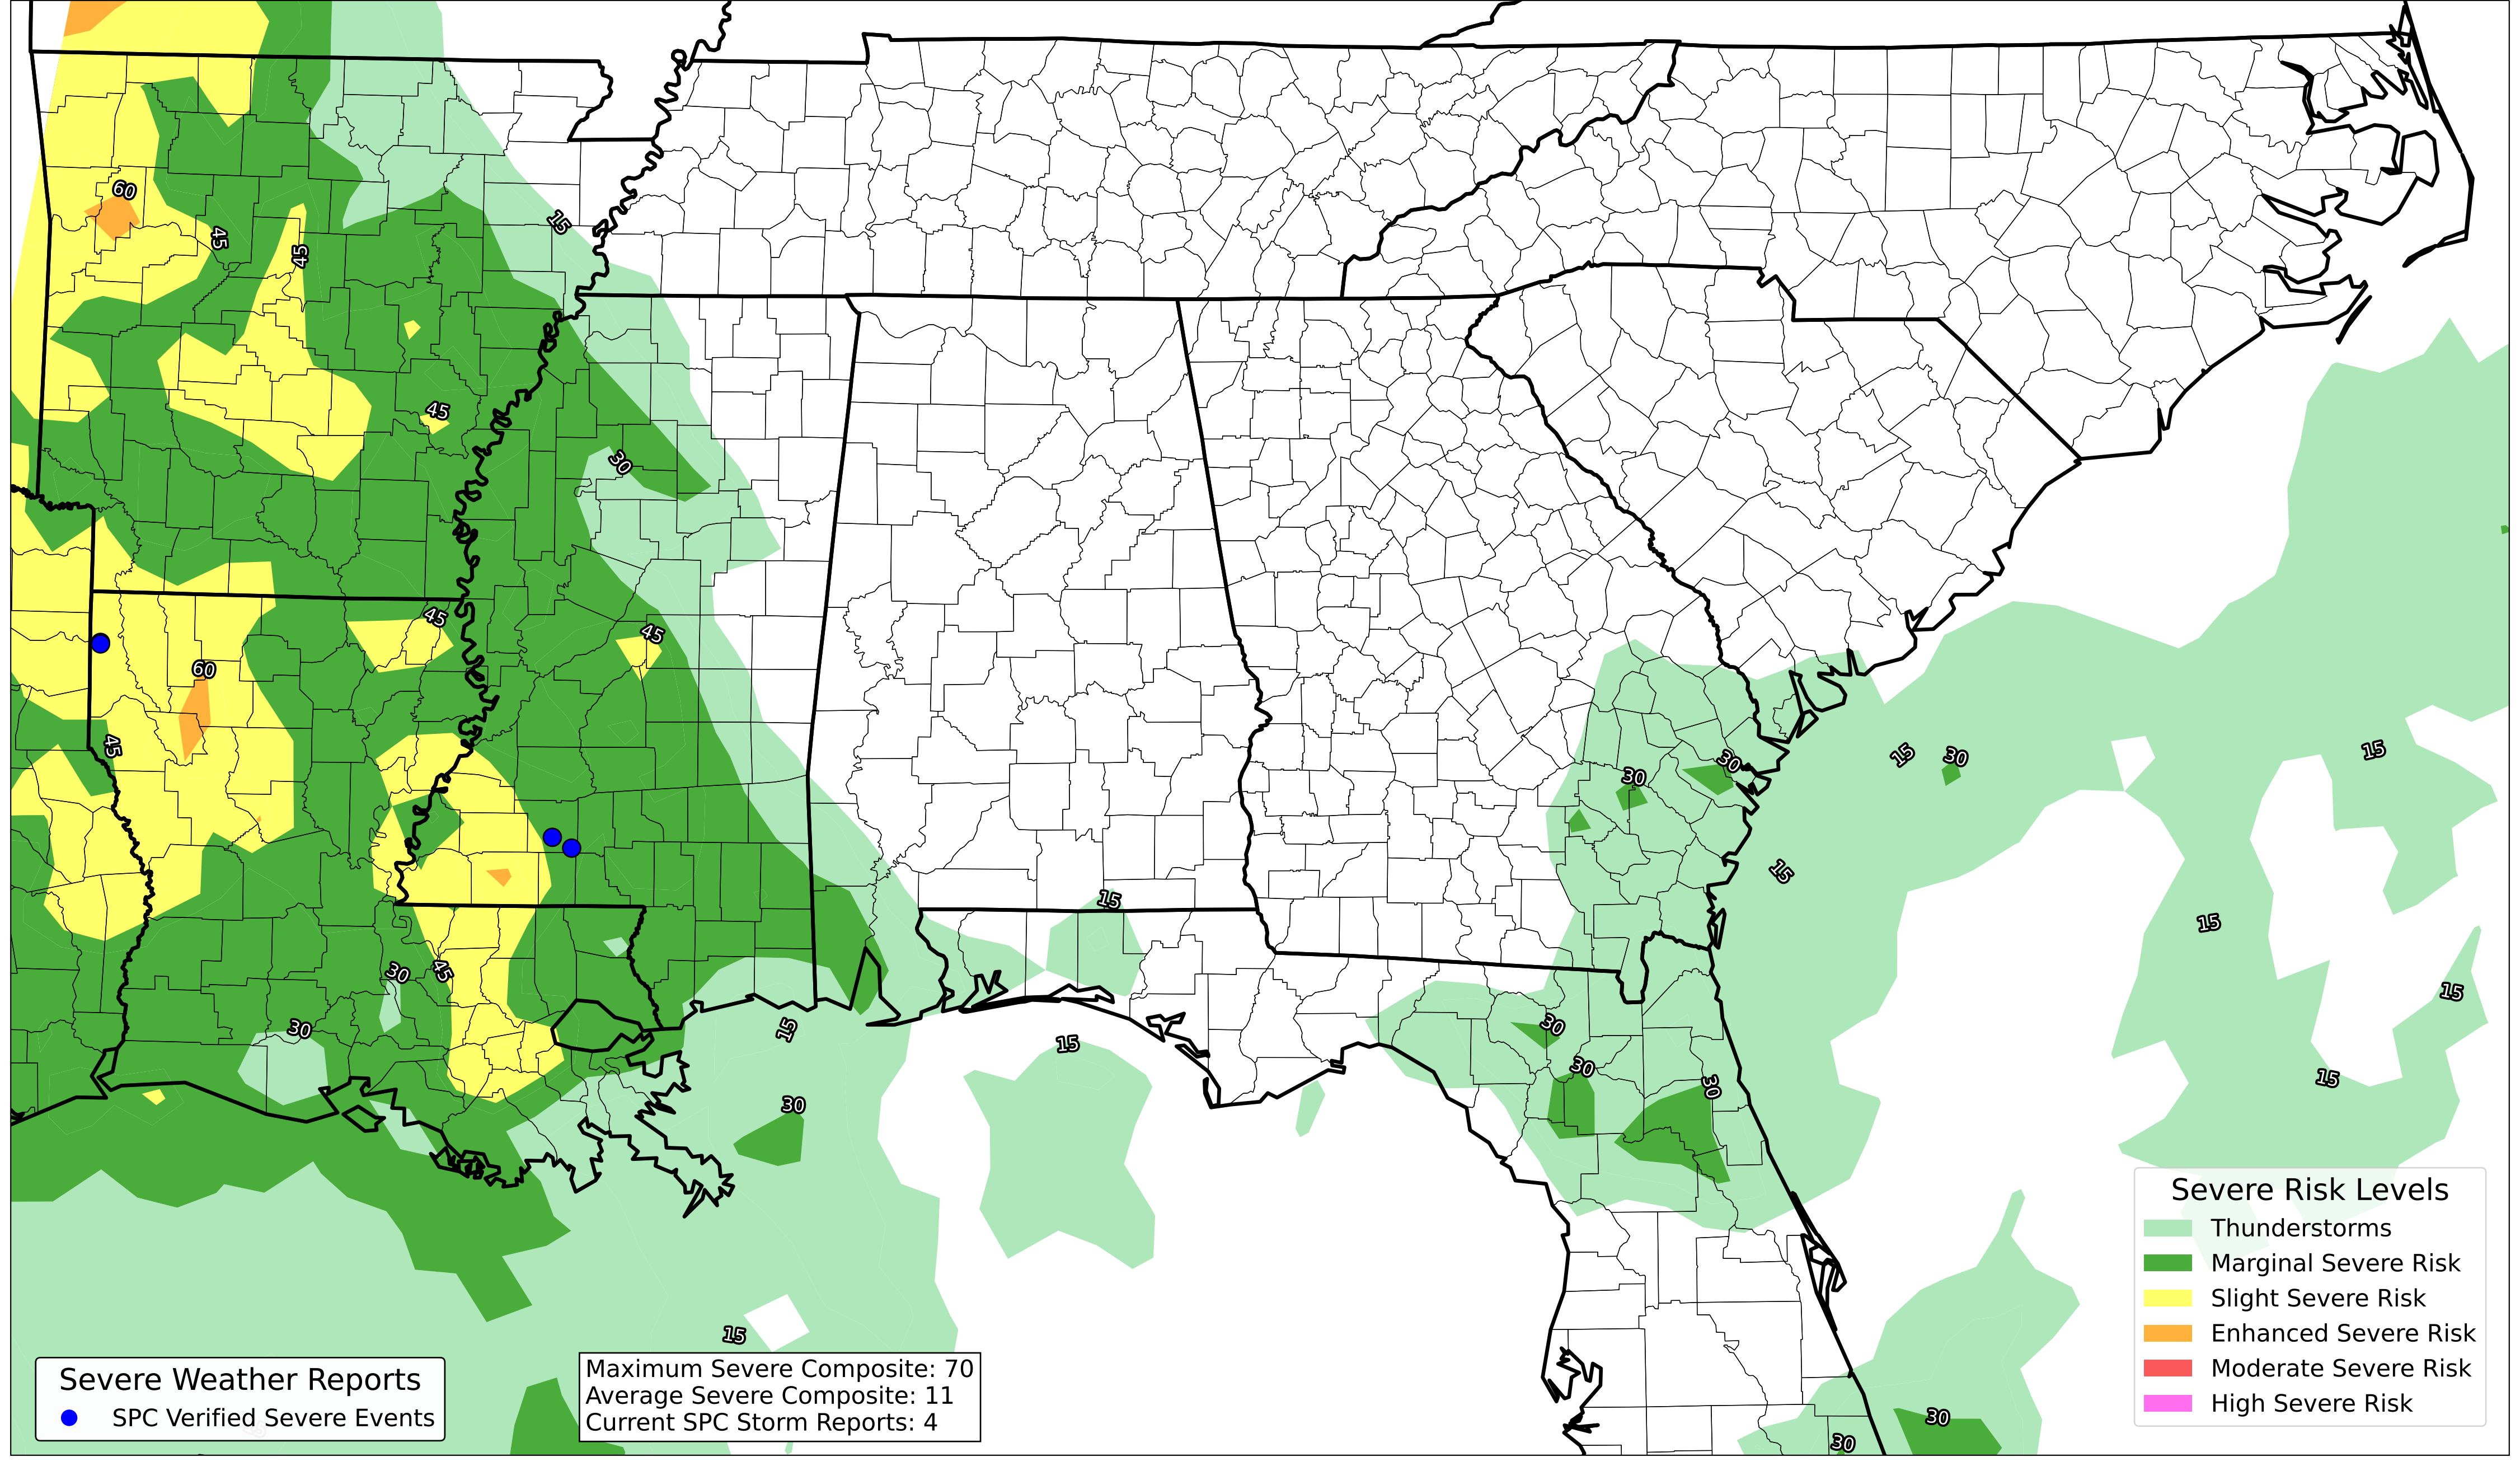 60
45
45
15
45
30
45
45
60
45
15
30
30
30
15
15
15
15
15
30
45
30
15
15
30
15
30
30
15
30
15
15
30
30
Severe Risk Levels
Thunderstorms
Marginal Severe Risk
Slight Severe Risk
Enhanced Severe Risk
Moderate Severe Risk
High Severe Risk
Severe Weather Reports
SPC Verified Severe Events
Maximum Severe Composite: 70
Average Severe Composite: 11
Current SPC Storm Reports: 4